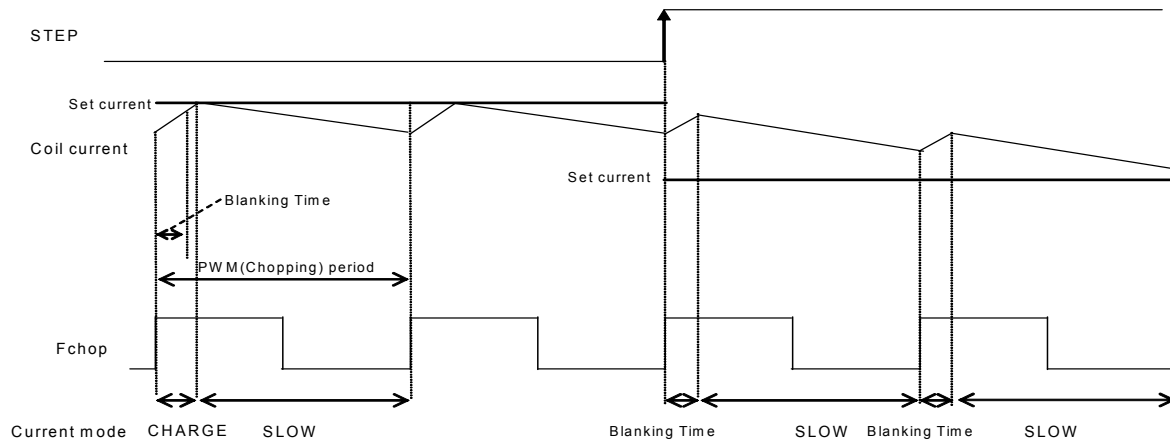 STEP
Set current
Coil current
Set current
Blanking Time
PWM(Chopping) period
Fchop
Current mode CHARGE SLOW Blanking Time SLOW Blanking Time SLOW